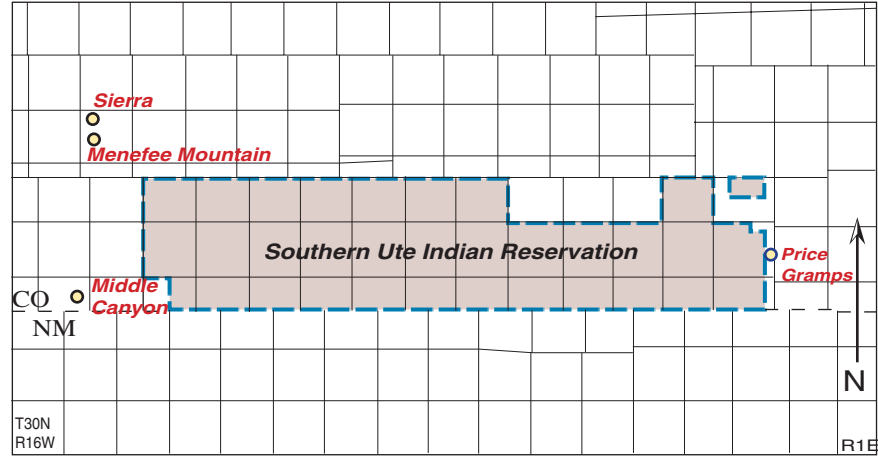 Sierra
Menefee Mountain
Southern Ute Indian Reservation
Price
Gramps
Middle
Canyon
CO
NM
N
T30N
R16W
R1E